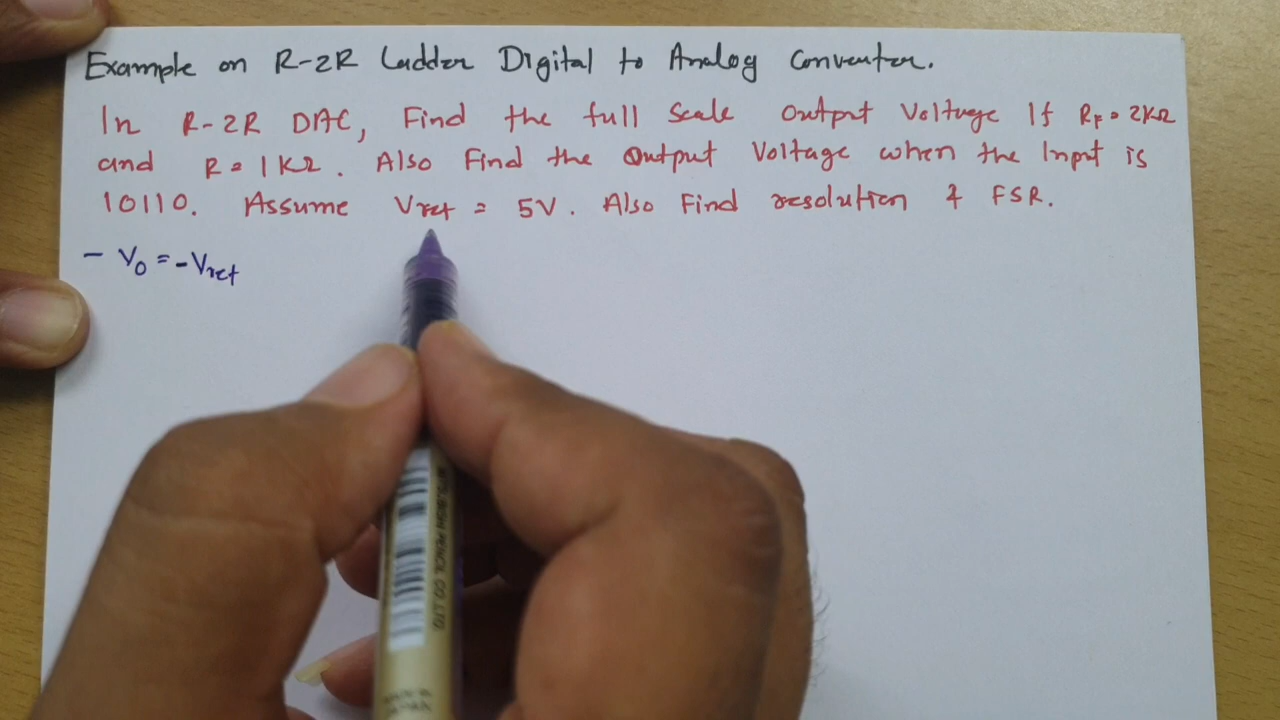 Example on R-2R Ladder Digital to Analog Converter.
In R-2R DAC, Find the full scale output voltage if RF = 2kΩ
and R = 1kΩ. Also Find the Output Voltage when the Input is
10110. Assume Vref = 5V. Also Find resolution & FSR.
- V0 = -Vref